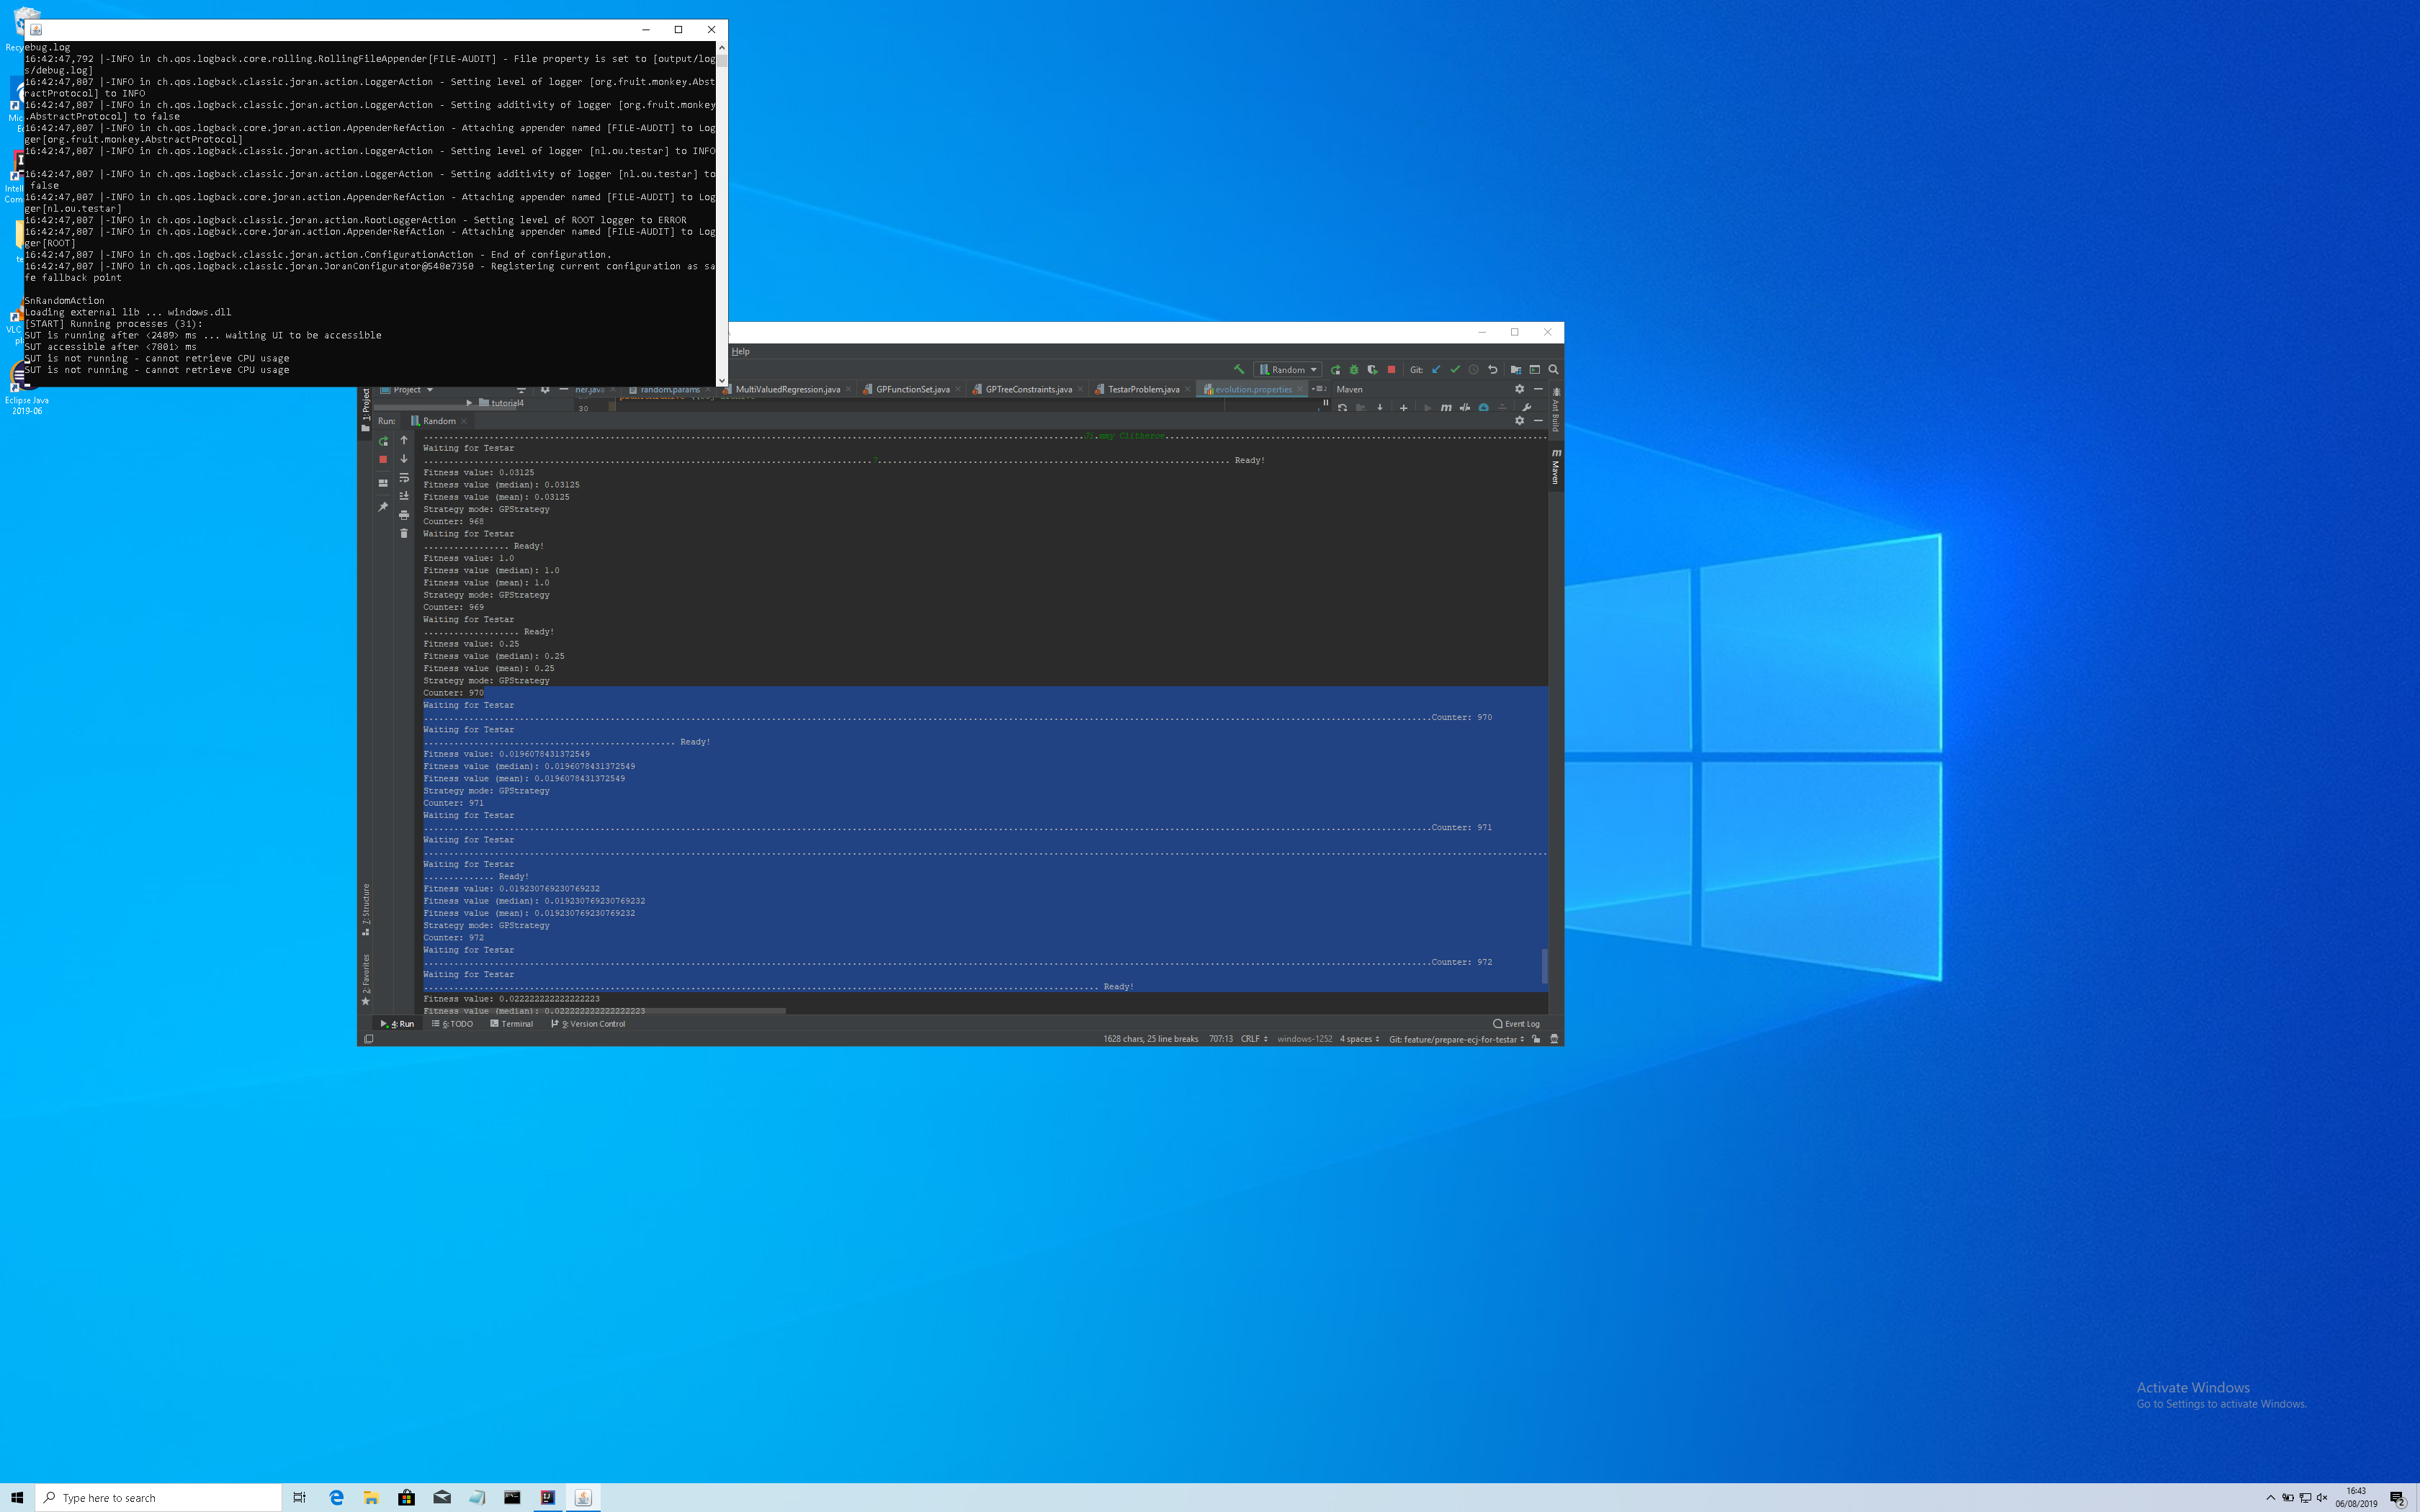 ebug.log
16:42:47,792 |-INFO in ch.qos.logback.core.rolling.RollingFileAppender[FILE-AUDIT] - File property is set to [output/log
s/debug.log]
16:42:47,807 |-INFO in ch.qos.logback.classic.joran.action.LoggerAction - Setting level of logger [org.fruit.monkey.Abst
ractProtocol] to INFO
16:42:47,807 |-INFO in ch.qos.logback.classic.joran.action.LoggerAction - Setting additivity of logger [org.fruit.monkey
.AbstractProtocol] to false
16:42:47,807 |-INFO in ch.qos.logback.core.joran.action.AppenderRefAction - Attaching appender named [FILE-AUDIT] to Log
ger[org.fruit.monkey.AbstractProtocol]
16:42:47,807 |-INFO in ch.qos.logback.classic.joran.action.LoggerAction - Setting level of logger [nl.ou.testar] to INFO
16:42:47,807 |-INFO in ch.qos.logback.classic.joran.action.LoggerAction - Setting additivity of logger [nl.ou.testar] to
false
16:42:47,807 |-INFO in ch.qos.logback.core.joran.action.AppenderRefAction - Attaching appender named [FILE-AUDIT] to Log
ger[nl.ou.testar]
16:42:47,807 |-INFO in ch.qos.logback.classic.joran.action.RootLoggerAction - Setting level of ROOT logger to ERROR
16:42:47,807 |-INFO in ch.qos.logback.core.joran.action.AppenderRefAction - Attaching appender named [FILE-AUDIT] to Log
ger[ROOT]
16:42:47,807 |-INFO in ch.qos.logback.classic.joran.action.ConfigurationAction - End of configuration.
16:42:47,807 |-INFO in ch.qos.logback.classic.joran.JoranConfigurator@548e7350 - Registering current configuration as sa
fe fallback point
SnRandomAction
Loading external lib ... windows.dll
[START] Running processes (31):
SUT is running after <2489> ms ... waiting UI to be accessible
SUT accessible after <7801> ms
SUT is not running - cannot retrieve CPU usage
SUT is not running - cannot retrieve CPU usage
Eclipse Java
2019-06
Help
Random
Git:
Project
ner.java
random.params
MultiValuedRegression.java
GPFunctionSet.java
GPTreeConstraints.java
TestarProblem.java
evolution.properties
Maven
tutorial4
30
Run:
Random
1: Project
Ant Build
Maven
Waiting for Testar
Ready!
Fitness value: 0.03125
Fitness value (median): 0.03125
Fitness value (mean): 0.03125
Strategy mode: GPStrategy
Counter: 968
Waiting for Testar
................. Ready!
Fitness value: 1.0
Fitness value (median): 1.0
Fitness value (mean): 1.0
Strategy mode: GPStrategy
Counter: 969
Waiting for Testar
................... Ready!
Fitness value: 0.25
Fitness value (median): 0.25
Fitness value (mean): 0.25
Strategy mode: GPStrategy
Counter: 970
Waiting for Testar
Counter: 970
Waiting for Testar
Ready!
Fitness value: 0.0196078431372549
Fitness value (median): 0.0196078431372549
Fitness value (mean): 0.0196078431372549
Strategy mode: GPStrategy
Counter: 971
Waiting for Testar
Counter: 971
Waiting for Testar
Waiting for Testar
.............. Ready!
Fitness value: 0.019230769230769232
Fitness value (median): 0.019230769230769232
Fitness value (mean): 0.019230769230769232
Strategy mode: GPStrategy
Counter: 972
Waiting for Testar
Counter: 972
Waiting for Testar
Ready!
Fitness value: 0.022222222222222223
Fitness value (median): 0.022222222222222223
7: Structure
2: Favorites
4: Run
6: TODO
Terminal
9: Version Control
Event Log
1628 chars, 25 line breaks
707:13
CRLF
windows-1252
4 spaces
Git: feature/prepare-ecj-for-testar
Activate Windows
Go to Settings to activate Windows.
Type here to search
16:43
06/08/2019
2